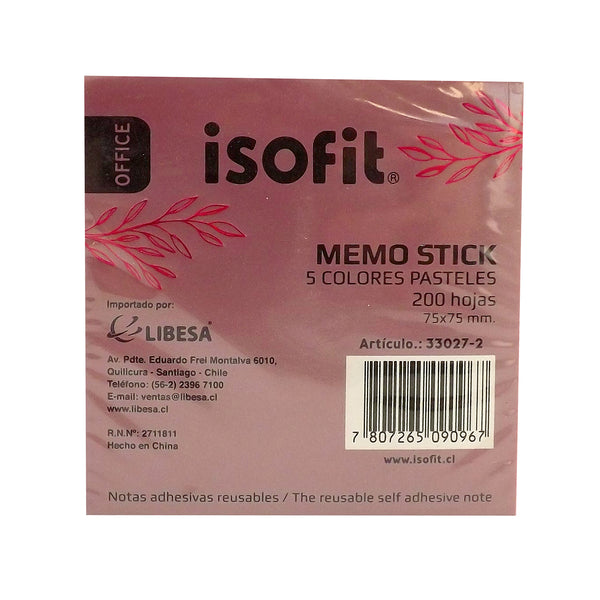 OFFICE
isofit®
MEMO STICK
5 COLORES PASTELES
200 hojas
75x75 mm.
Importado por:
LIBESA®
Artículo.: 33027-2
Av. Pdte. Eduardo Frei Montalva 6010,
Quilicura - Santiago - Chile
Teléfono: (56-2) 2396 7100
E-mail: ventas@libesa.cl
www.libesa.cl
R.N.Nº: 2711811
Hecho en China
7 807265 090967
www.isofit.cl
Notas adhesivas reusables / The reusable self adhesive note